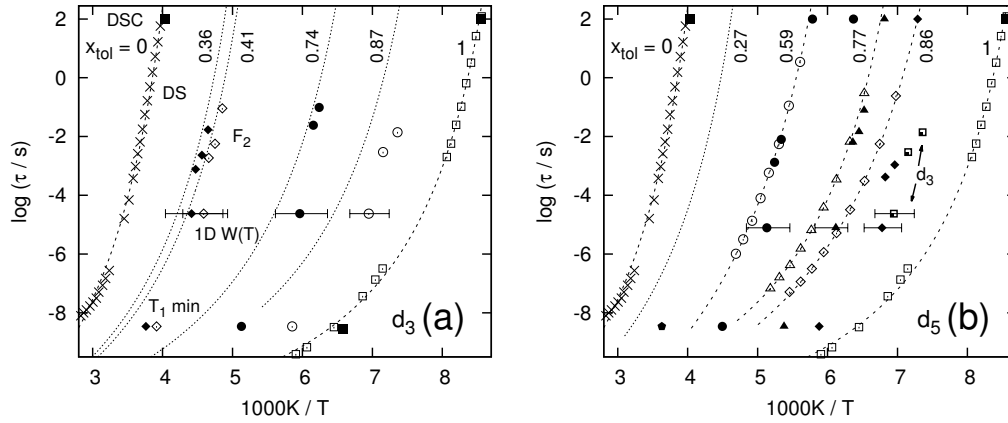 DSC
x_tol = 0
0.36
0.41
0.74
0.87
1
DS
F_2
1D W(T)
T_1 min
d_3 (a)
log (τ / s)
2
0
-2
-4
-6
-8
3 4 5 6 7 8
1000K / T
x_tol = 0
0.27
0.59
0.77
0.86
1
d_3
d_5 (b)
log (τ / s)
2
0
-2
-4
-6
-8
3 4 5 6 7 8
1000K / T